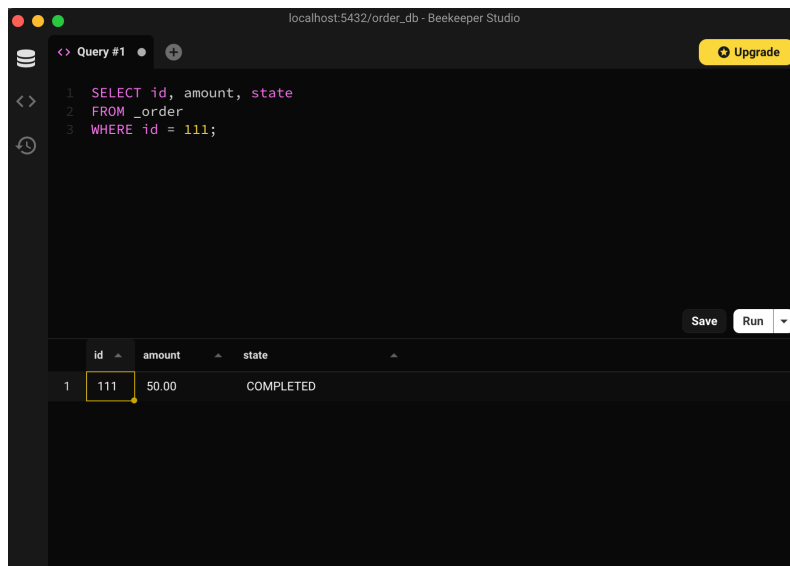 localhost:5432/order_db - Beekeeper Studio
<> Query #1
Upgrade
1 SELECT id, amount, state
2 FROM _order
3 WHERE id = 111;
Save Run
id amount state
1 111 50.00 COMPLETED